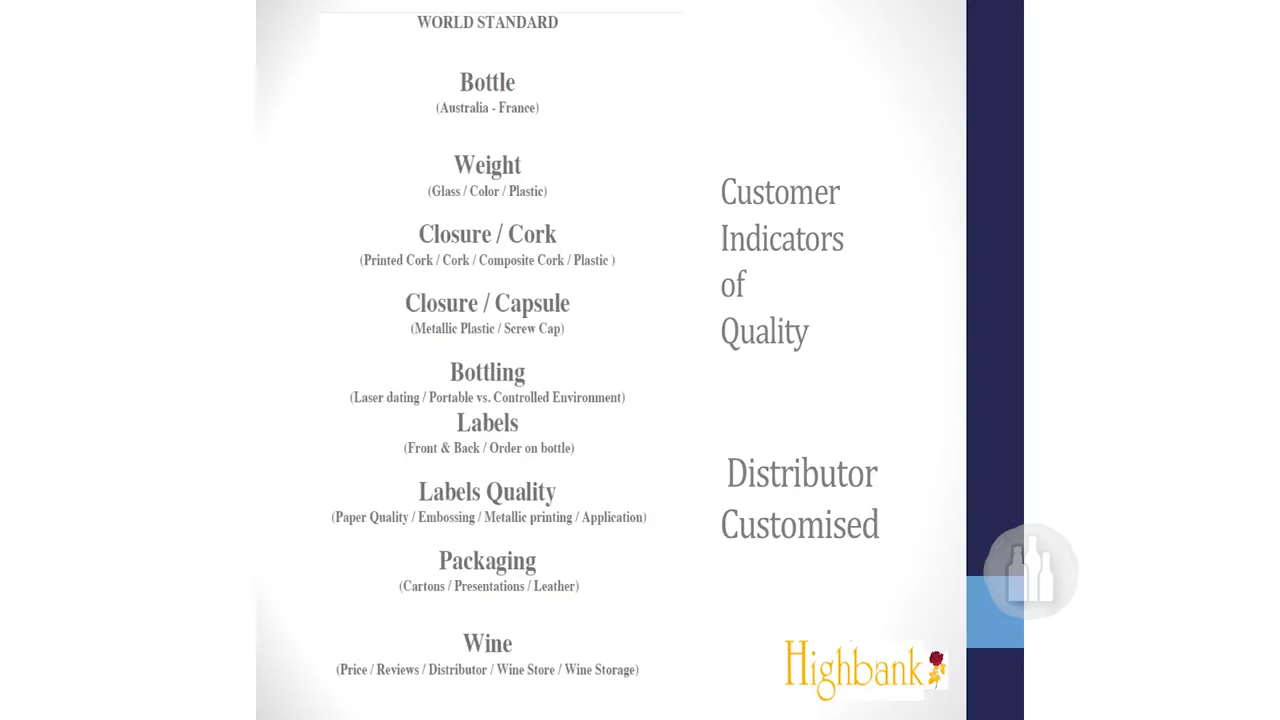 WORLD STANDARD
Bottle
(Australia - France)
Weight
(Glass / Color / Plastic)
Closure / Cork
(Printed Cork / Cork / Composite Cork / Plastic )
Closure / Capsule
(Metallic Plastic / Screw Cap)
Bottling
(Laser dating / Portable vs. Controlled Environment)
Labels
(Front & Back / Order on bottle)
Labels Quality
(Paper Quality / Embossing / Metallic printing / Application)
Packaging
(Cartons / Presentations / Leather)
Wine
(Price / Reviews / Distributor / Wine Store / Wine Storage)
Customer
Indicators
of
Quality
Distributor
Customised
Highbank